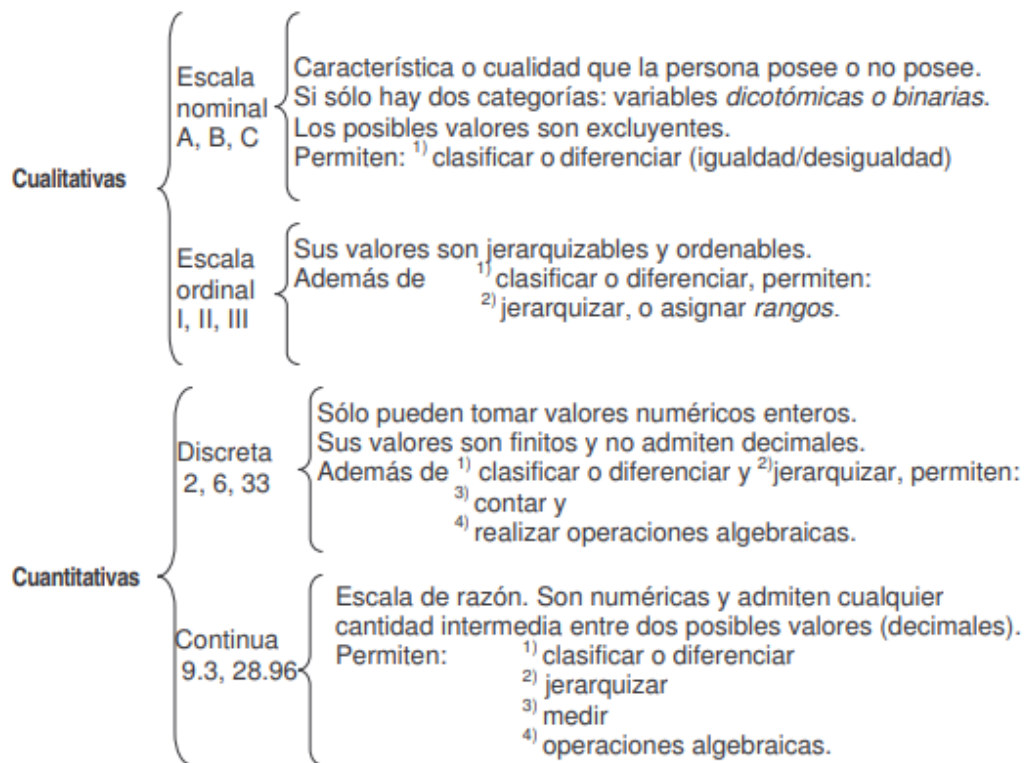 Cualitativas
Escala
nominal
A, B, C
Característica o cualidad que la persona posee o no posee.
Si sólo hay dos categorías: variables dicotómicas o binarias.
Los posibles valores son excluyentes.
Permiten: 1) clasificar o diferenciar (igualdad/desigualdad)
Escala
ordinal
I, II, III
Sus valores son jerarquizables y ordenables.
Además de 1) clasificar o diferenciar, permiten:
2) jerarquizar, o asignar rangos.
Cuantitativas
Discreta
2, 6, 33
Sólo pueden tomar valores numéricos enteros.
Sus valores son finitos y no admiten decimales.
Además de 1) clasificar o diferenciar y 2)jerarquizar, permiten:
3) contar y
4) realizar operaciones algebraicas.
Continua
9.3, 28.96
Escala de razón. Son numéricas y admiten cualquier
cantidad intermedia entre dos posibles valores (decimales).
Permiten: 1) clasificar o diferenciar
2) jerarquizar
3) medir
4) operaciones algebraicas.